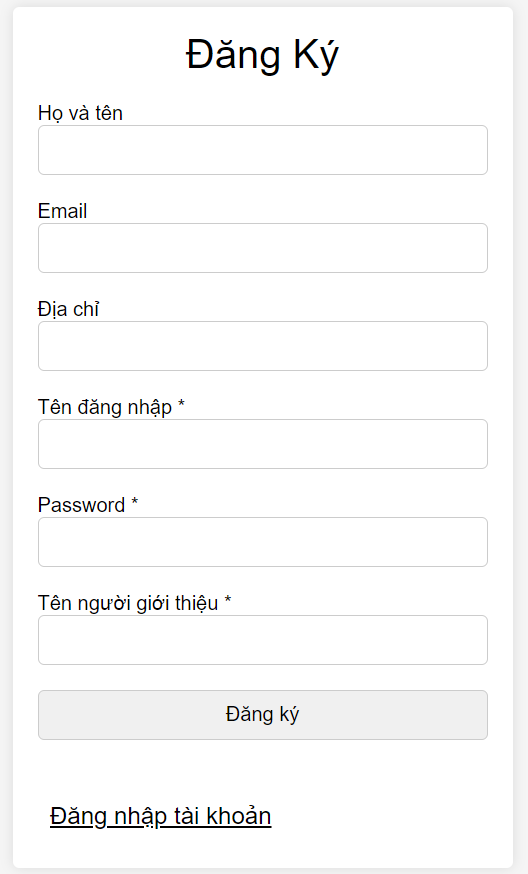 Đăng Ký
Họ và tên
Email
Địa chỉ
Tên đăng nhập *
Password *
Tên người giới thiệu *
Đăng ký
Đăng nhập tài khoản